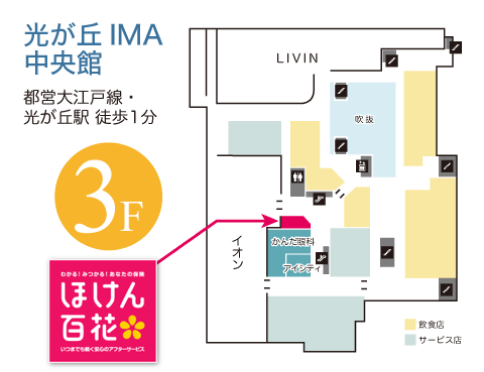 光が丘 IMA
中央館
都営大江戸線・
光が丘駅 徒歩1分
3F
わかる!みつかる!あなたの保険
ほけん
百花
いつまでも続く安心のアフターサービス
LIVIN
吹抜
イオン
かんだ眼科
アイシティ
飲食店
サービス店